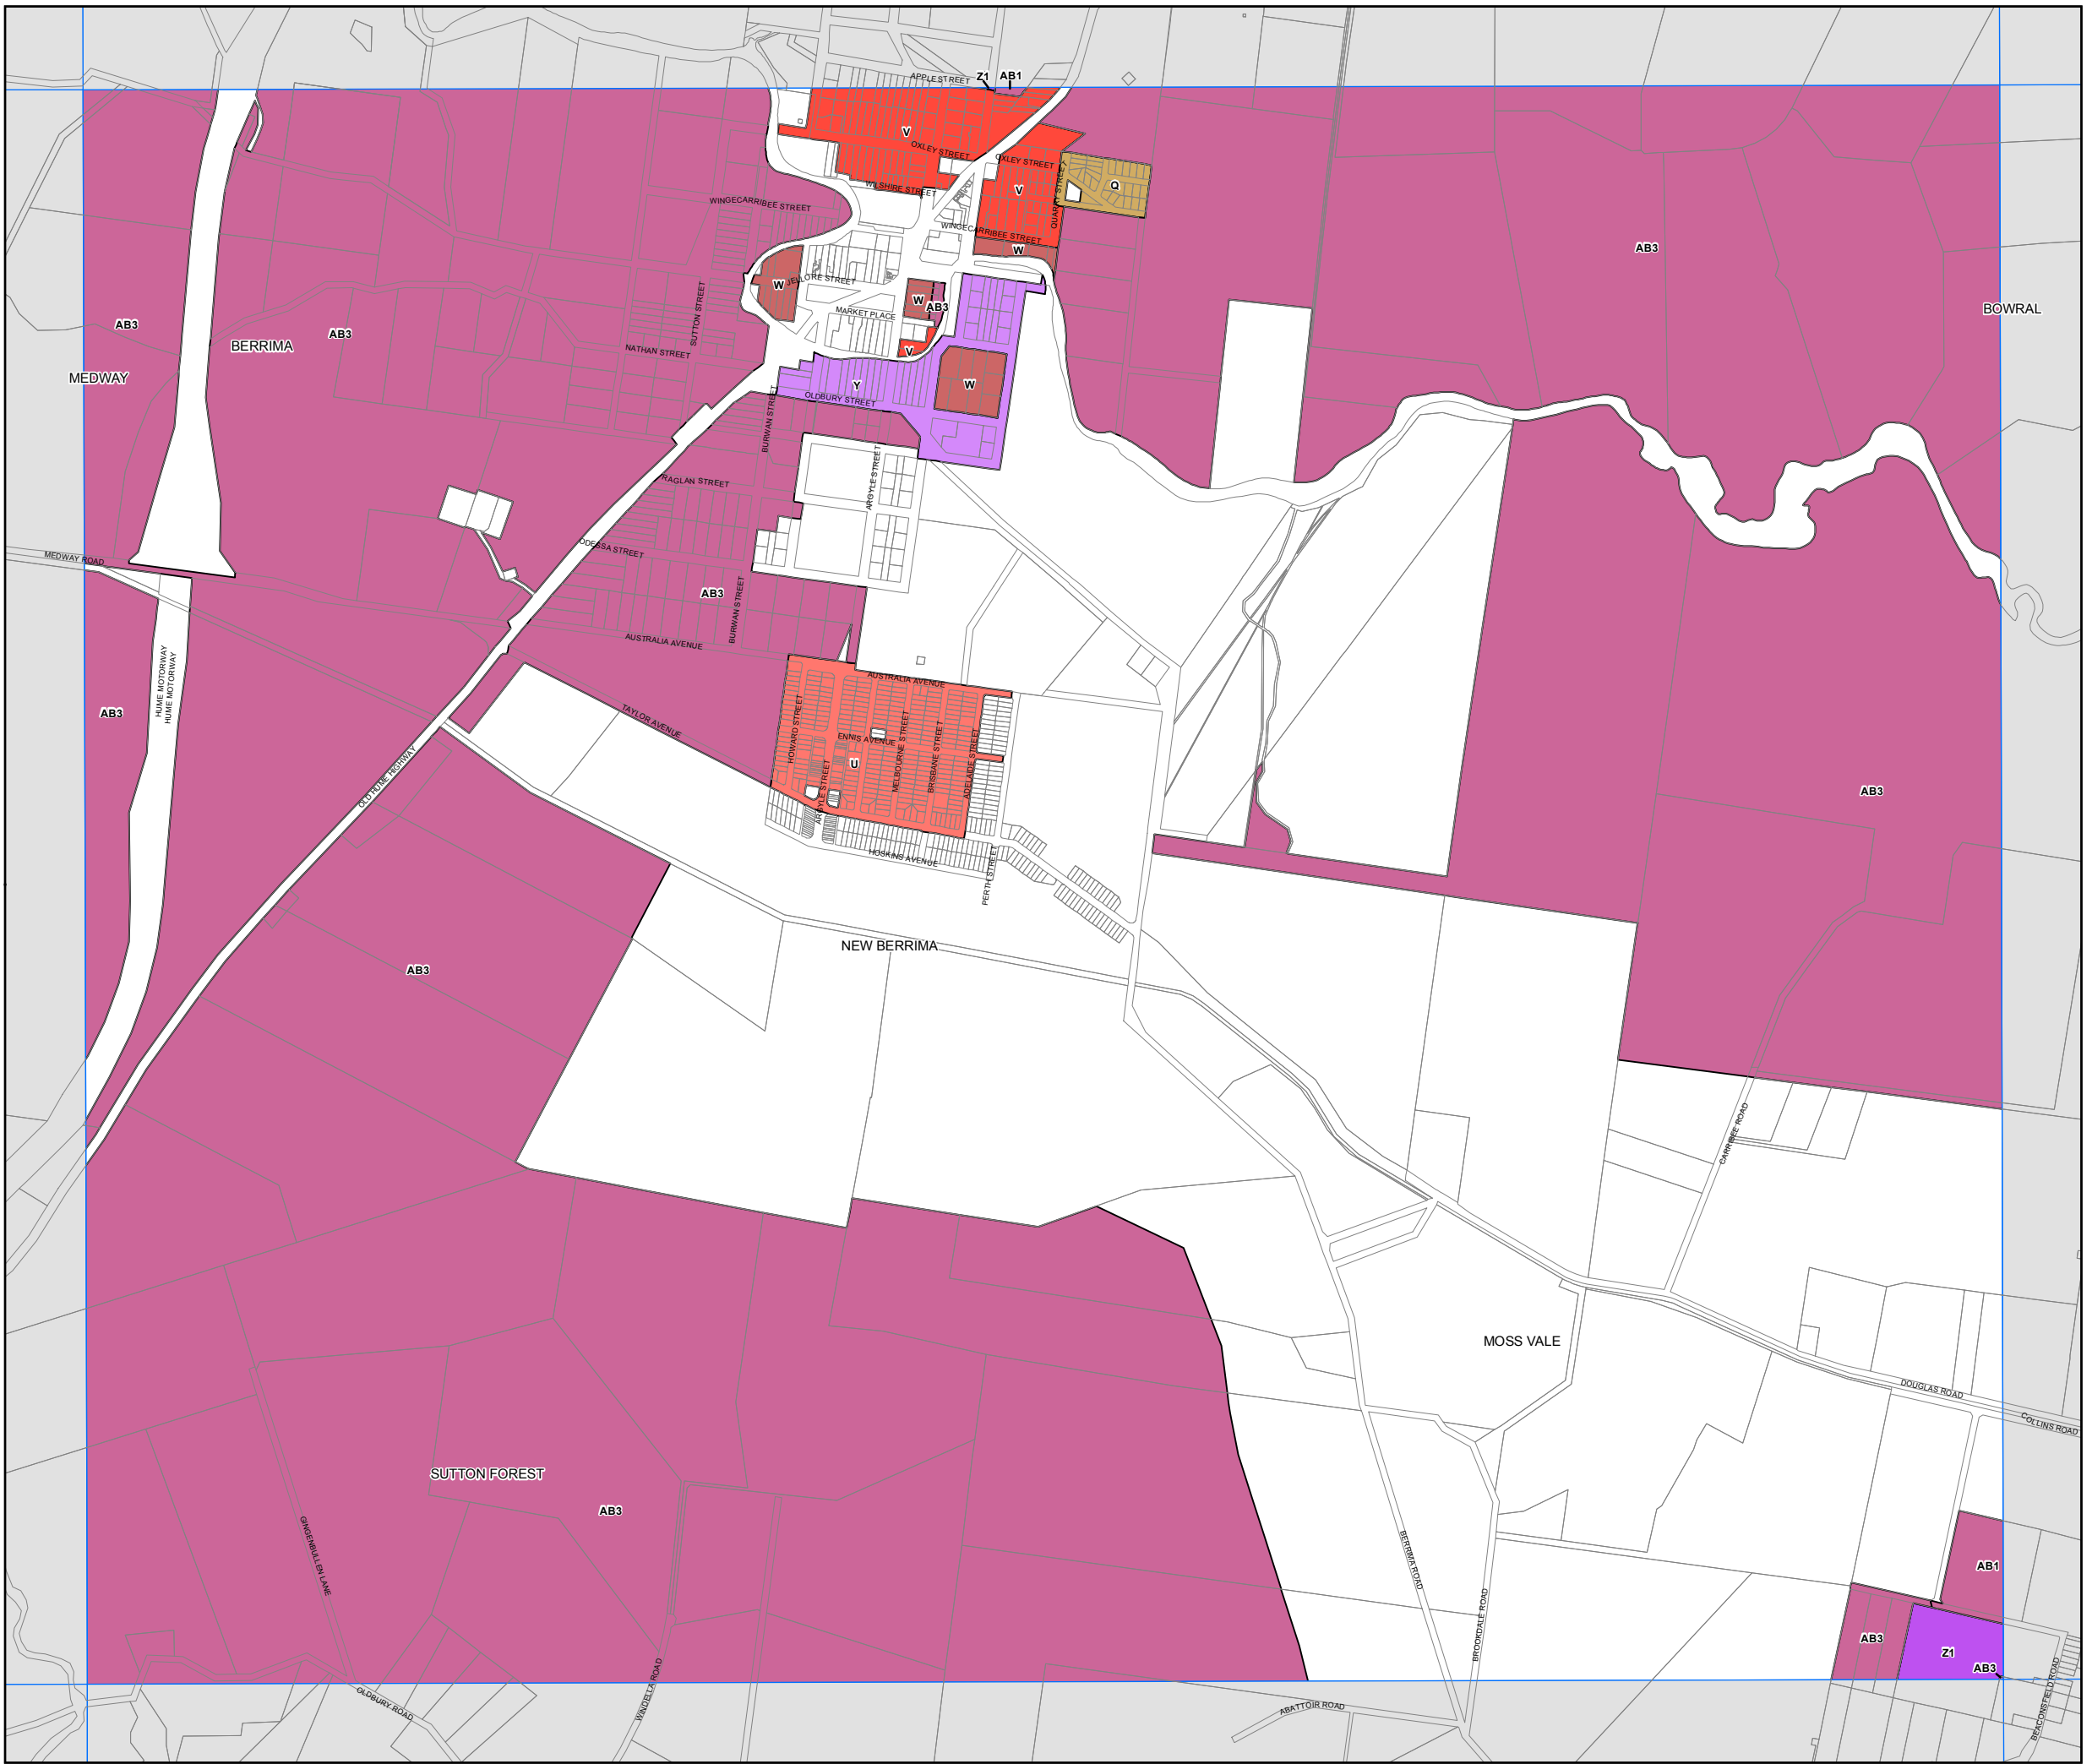 APPLE STREET
Z1
AB1
V
OXLEY STREET
OXLEY STREET
WILSHIRE STREET
V
QUARRY STREET
Q
WINGECARRIBEE STREET
WINGECARRIBEE STREET
W
AB3
W
JELLORE STREET
W
AB3
MARKET PLACE
SUTTON STREET
AB3
AB3
BERRIMA
BOWRAL
MEDWAY
NATHAN STREET
V
Y
W
OLDBURY STREET
BURWAN STREET
ARGYLE STREET
RAGLAN STREET
ODESSA STREET
MEDWAY ROAD
AB3
BURWAN STREET
AUSTRALIA AVENUE
HUME MOTORWAY
HUME MOTORWAY
AB3
AUSTRALIA AVENUE
TAYLOR AVENUE
HOWARD STREET
ENNIS AVENUE
MELBOURNE STREET
BRISBANE STREET
ADELAIDE STREET
U
ARGYLE STREET
OLD HUME HIGHWAY
AB3
HOSKINS AVENUE
PERTH STREET
NEW BERRIMA
AB3
CARRIBEE ROAD
MOSS VALE
DOUGLAS ROAD
COLLINS ROAD
SUTTON FOREST
AB3
GINGENBULLEN LANE
BERRIMA ROAD
BROOKDALE ROAD
AB1
AB3
Z1
AB3
OLDBURY ROAD
WINDELLA ROAD
ABATTOIR ROAD
BEACONSFIELD ROAD